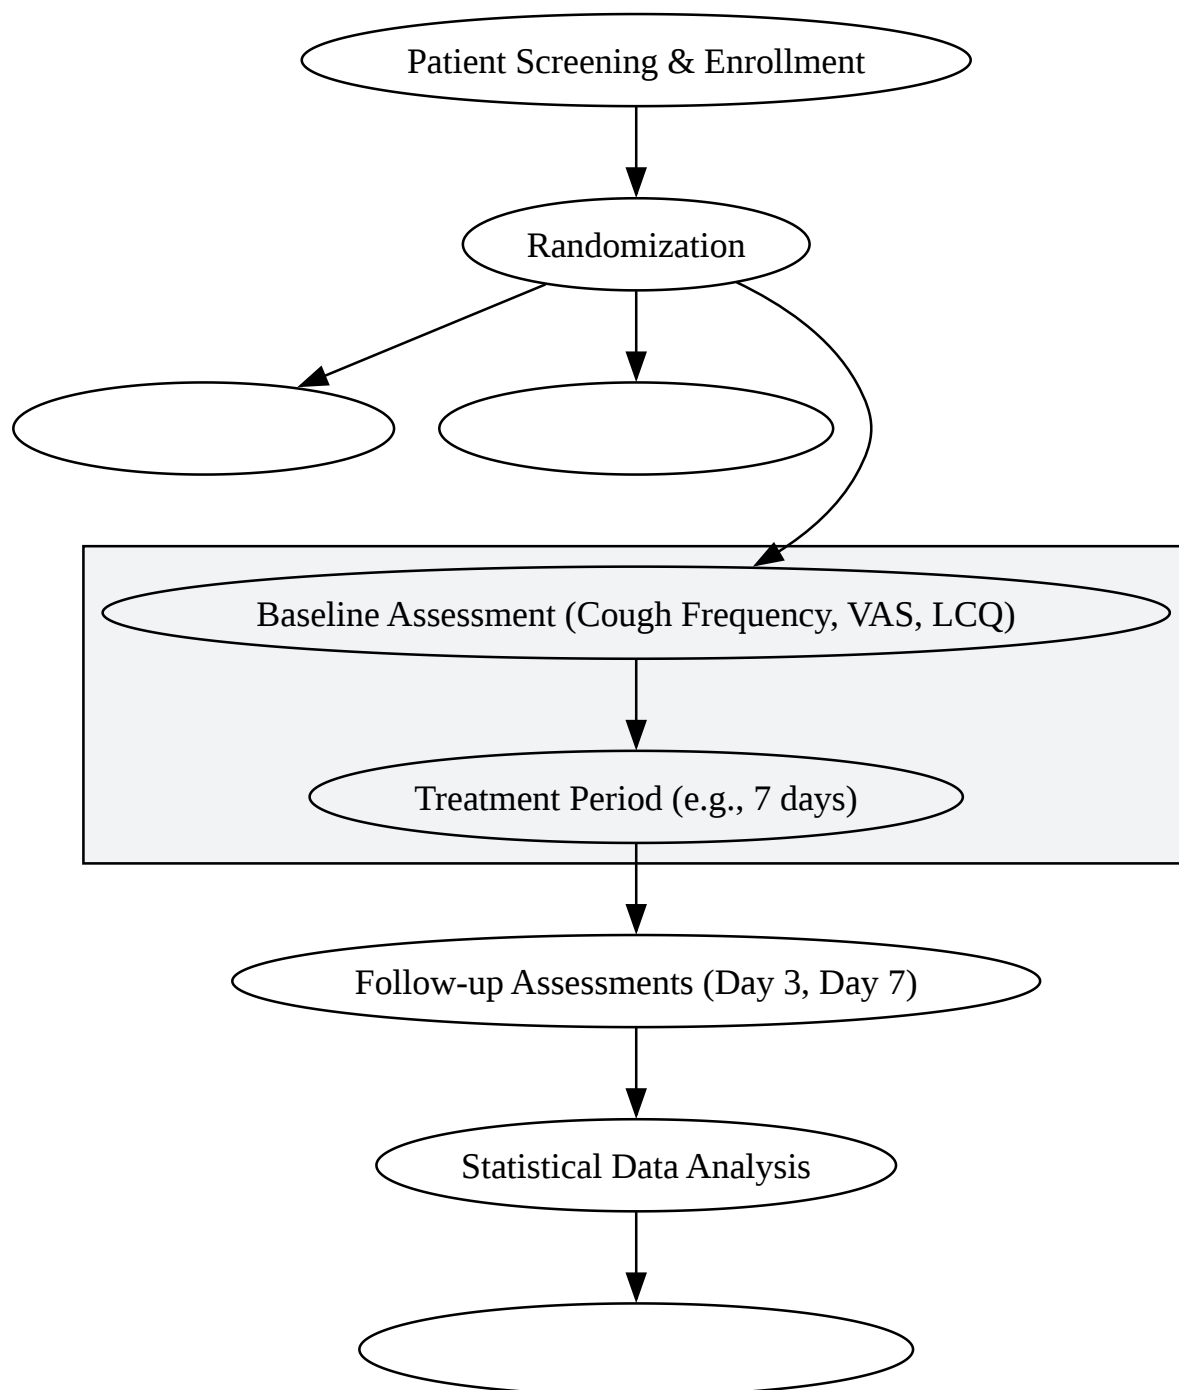 Patient Screening & Enrollment
Randomization
Baseline Assessment (Cough Frequency, VAS, LCQ)
Treatment Period (e.g., 7 days)
Follow-up Assessments (Day 3, Day 7)
Statistical Data Analysis